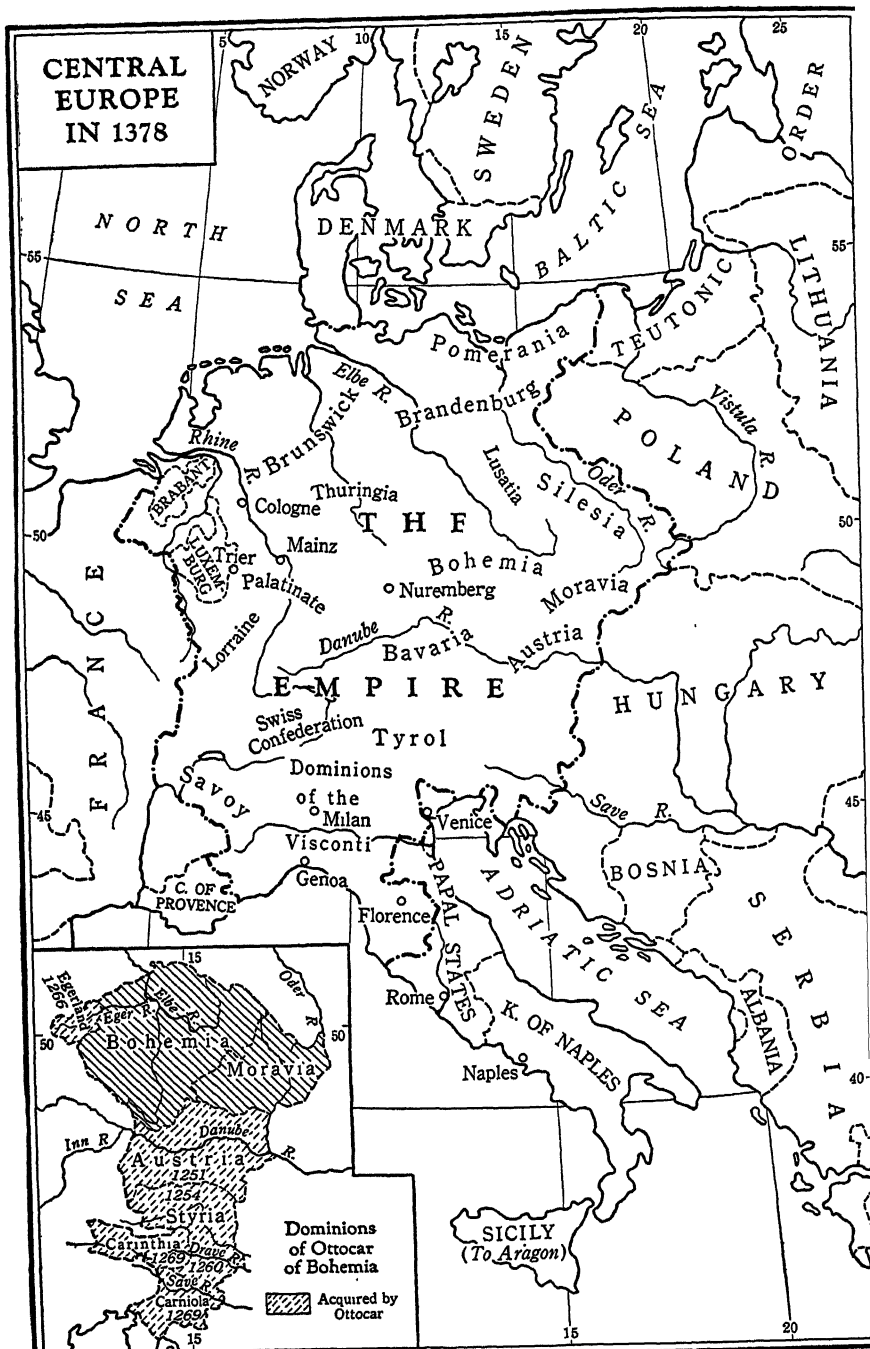 CENTRAL
EUROPE
IN 1378
5
10
15
20
25
NORWAY
SWEDEN
BALTIC SEA
ORDER
NORTH
SEA
DENMARK
55
55
LITHUANIA
TEUTONIC
Pomerania
Elbe R.
Brandenburg
Vistula R.
POLAND
Rhine R.
Brunswick
BRABANT
Cologne
Thuringia
Lusatia
Silesia
Oder R.
50
50
THF
LUXEM-
BURG
Trier
Mainz
Palatinate
Bohemia
Nuremberg
Moravia
FRANCE
Lorraine
Danube R.
Bavaria
Austria
EMPIRE
HUNGARY
Swiss
Confederation
Tyrol
Savoy
Dominions
of the
Milan
Visconti
Venice
Save R.
45
45
Genoa
BOSNIA
C. OF
PROVENCE
Florence
PAPAL STATES
ADRIATIC SEA
SERBIA
Rome
K. OF NAPLES
ALBANIA
Naples
40
SICILY
(To Aragon)
15
20
15
Egerland
1266
Eger R.
Elbe R.
Oder R
50
50
Bohemia
Moravia
Inn R
Danube R.
Austria
1251
1254
Styria
Carinthia
1269
Drave R.
1260
Save R.
Carniola
1269
15
Dominions
of Ottocar
of Bohemia
Acquired by
Ottocar